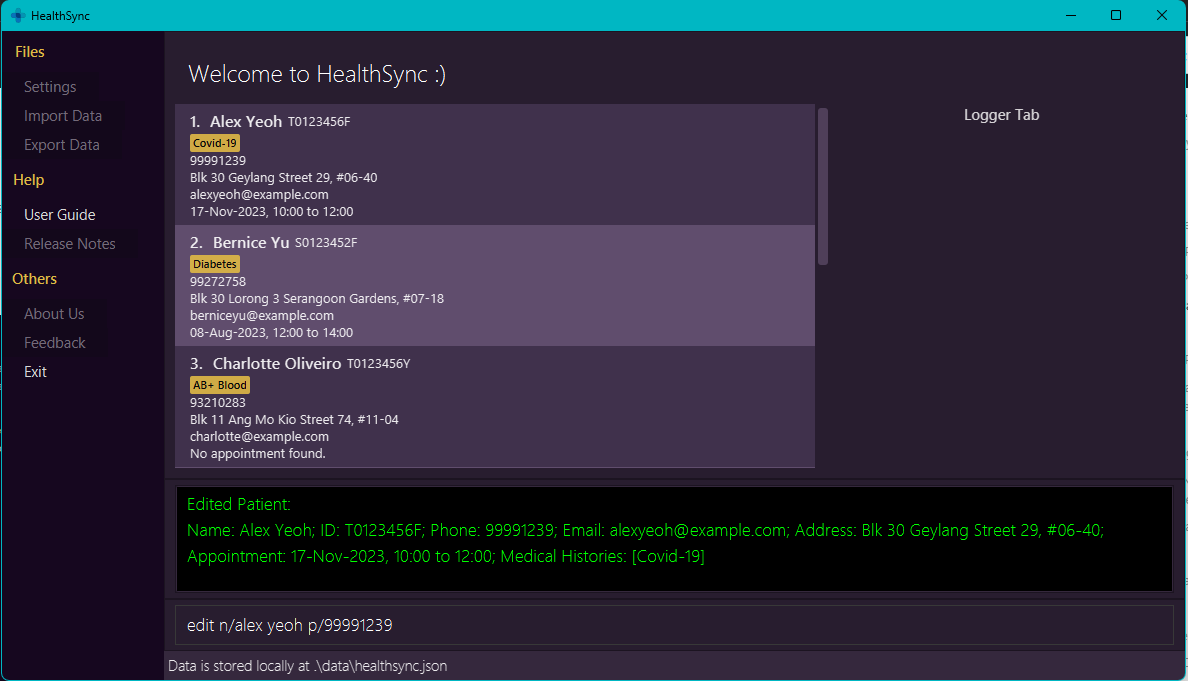 HealthSync
Files
Settings
Import Data
Export Data
Help
User Guide
Release Notes
Others
About Us
Feedback
Exit
Welcome to HealthSync :)
1. Alex Yeoh T0123456F
Covid-19
99991239
Blk 30 Geylang Street 29, #06-40
alexyeoh@example.com
17-Nov-2023, 10:00 to 12:00
2. Bernice Yu S0123452F
Diabetes
99272758
Blk 30 Lorong 3 Serangoon Gardens, #07-18
berniceyu@example.com
08-Aug-2023, 12:00 to 14:00
3. Charlotte Oliveiro T0123456Y
AB+ Blood
93210283
Blk 11 Ang Mo Kio Street 74, #11-04
charlotte@example.com
No appointment found.
Logger Tab
Edited Patient:
Name: Alex Yeoh; ID: T0123456F; Phone: 99991239; Email: alexyeoh@example.com; Address: Blk 30 Geylang Street 29, #06-40;
Appointment: 17-Nov-2023, 10:00 to 12:00; Medical Histories: [Covid-19]
edit n/alex yeoh p/99991239
Data is stored locally at .\data\healthsync.json